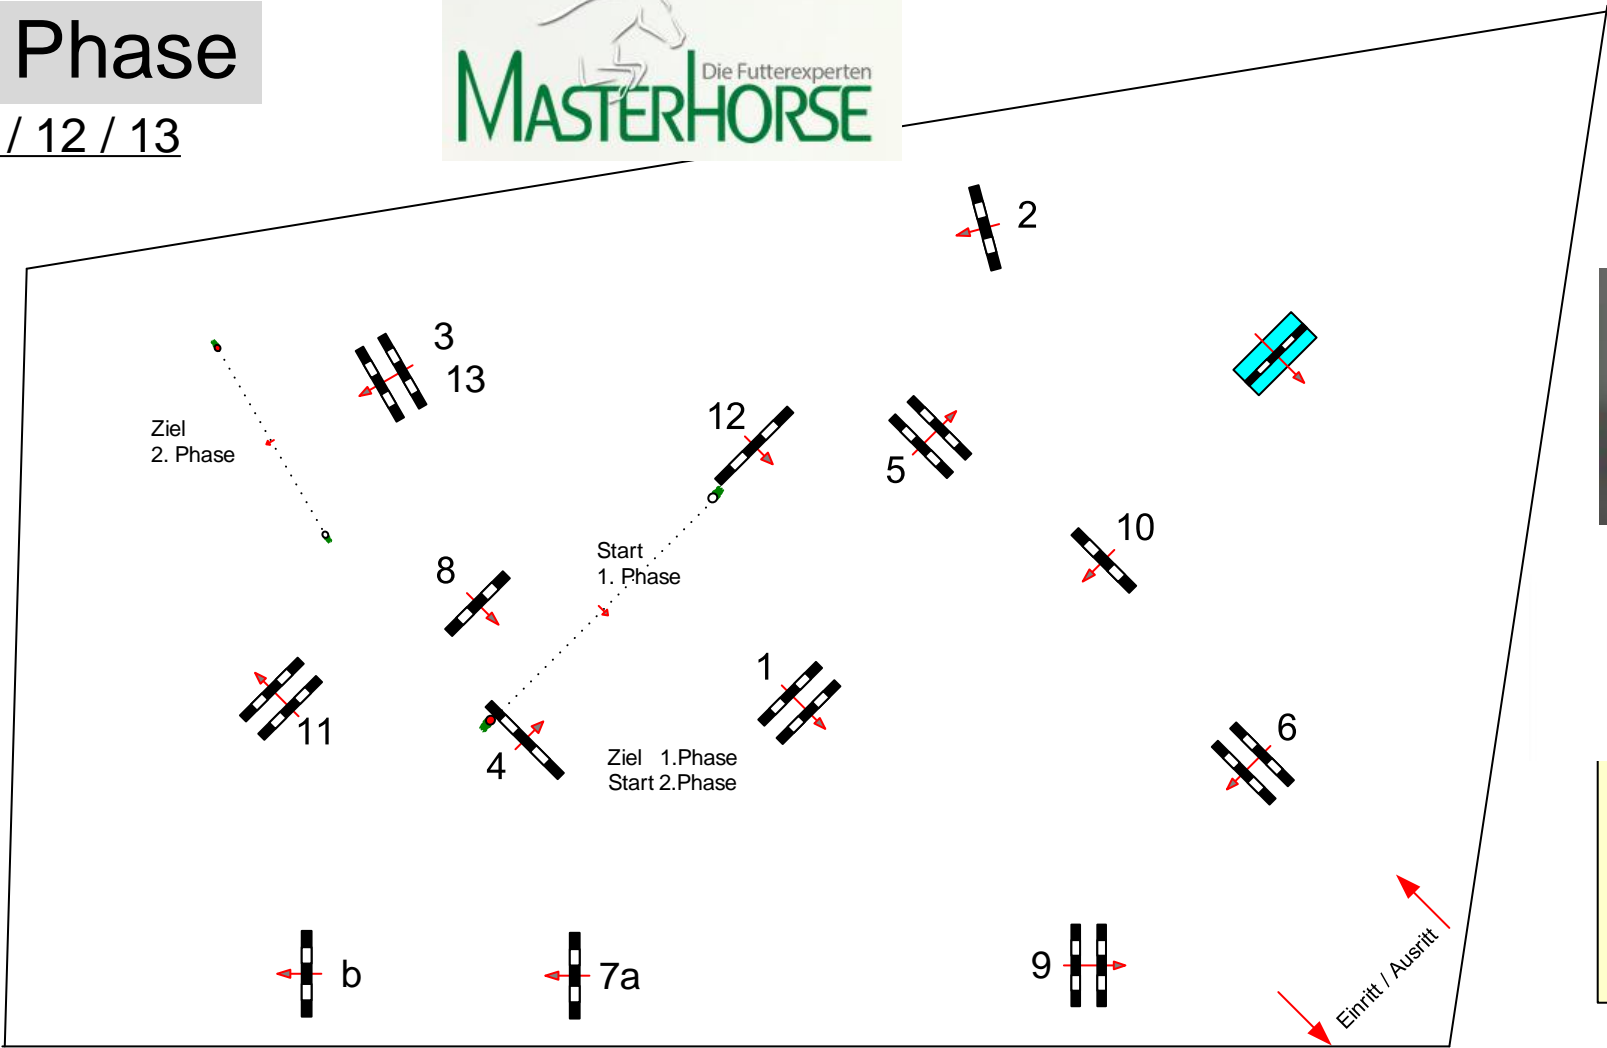 Phase
/ 12 / 13
Die Futterexperten
MASTERHORSE
2
3
13
Ziel
2. Phase
12
5
10
Start
1. Phase
8
1
11
4
Ziel 1.Phase
Start 2.Phase
6
b
7a
9
Einritt / Ausritt